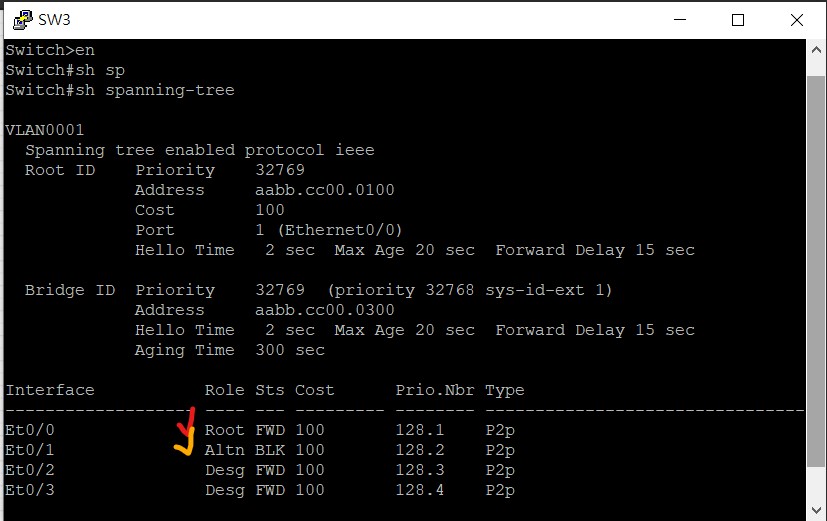 SW3
Switch>en
Switch#sh sp
Switch#sh spanning-tree
VLAN0001
  Spanning tree enabled protocol ieee
  Root ID    Priority    32769
             Address     aabb.cc00.0100
             Cost        100
             Port        1 (Ethernet0/0)
             Hello Time   2 sec  Max Age 20 sec  Forward Delay 15 sec
  Bridge ID  Priority    32769  (priority 32768 sys-id-ext 1)
             Address     aabb.cc00.0300
             Hello Time   2 sec  Max Age 20 sec  Forward Delay 15 sec
             Aging Time  300 sec
Interface           Role Sts Cost      Prio.Nbr Type
------------------- ---- --- --------- -------- --------------------------------
Et0/0               Root FWD 100       128.1    P2p
Et0/1               Altn BLK 100       128.2    P2p
Et0/2               Desg FWD 100       128.3    P2p
Et0/3               Desg FWD 100       128.4    P2p